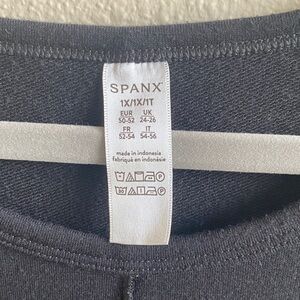 SPANX
1X/1X/1T
EUR UK
50-52 24-26
FR IT
52-54 54-56
made in indonesia
fabriqué en indonésie